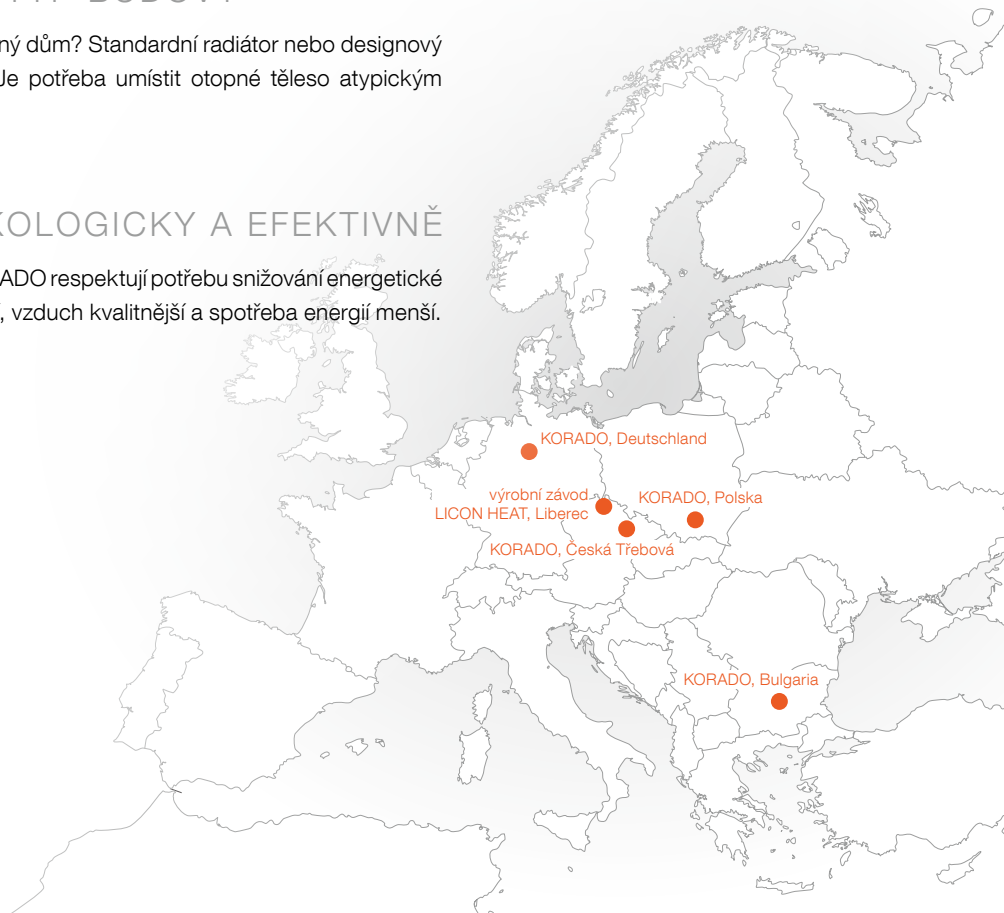 BUDOVY
ný dům? Standardní radiátor nebo designový
Je potřeba umístit otopné těleso atypickým
KOLOGICKY A EFEKTIVNĚ
ADO respektují potřebu snižování energetické
, vzduch kvalitnější a spotřeba energií menší.
KORADO, Deutschland
výrobní závod
LICON HEAT, Liberec
KORADO, Polska
KORADO, Česká Třebová
KORADO, Bulgaria